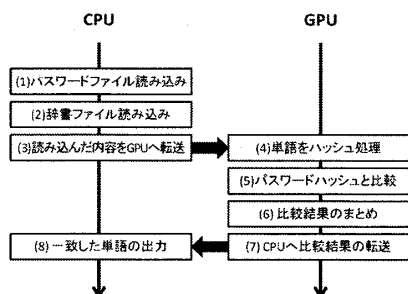 CPU
GPU
(1)パスワードファイル読み込み
(2)辞書ファイル読み込み
(3)読み込んだ内容をGPUへ転送
(4)単語をハッシュ処理
(5)パスワードハッシュと比較
(6)比較結果のまとめ
(8)一致した単語の出力
(7)CPUへ比較結果の転送